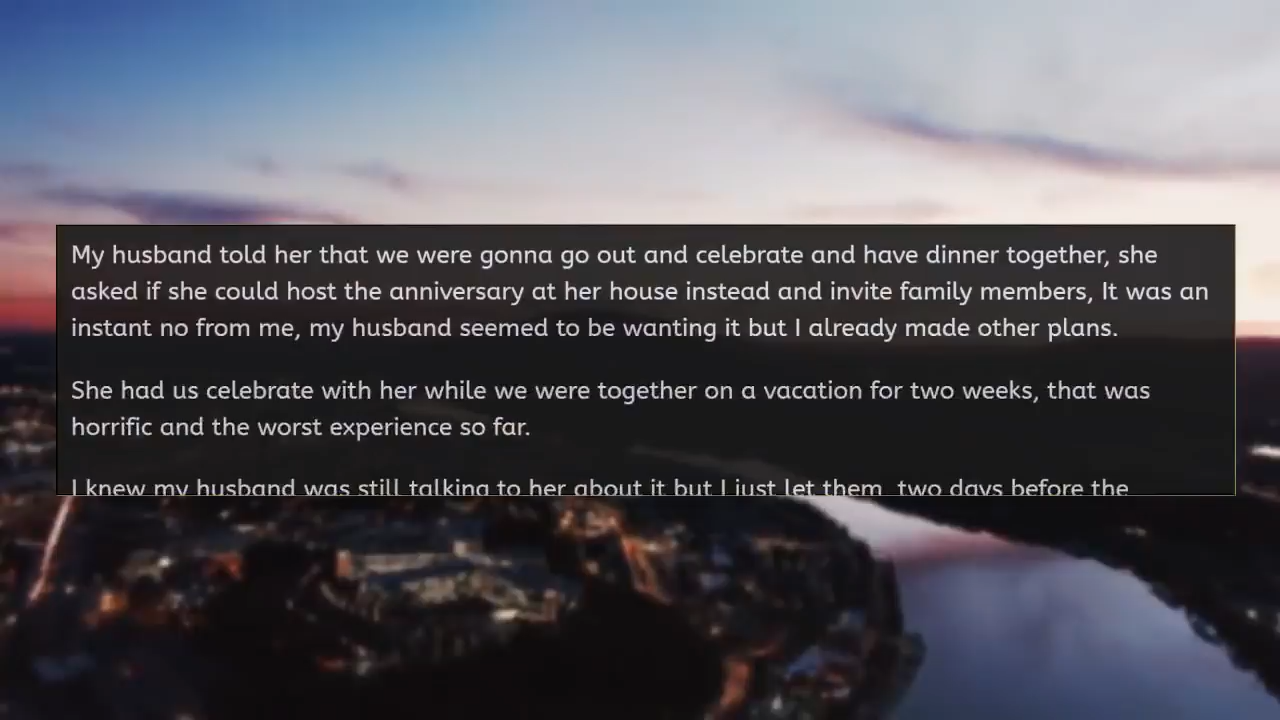 My husband told her that we were gonna go out and celebrate and have dinner together, she
asked if she could host the anniversary at her house instead and invite family members, It was an
instant no from me, my husband seemed to be wanting it but I already made other plans.
She had us celebrate with her while we were together on a vacation for two weeks, that was
horrific and the worst experience so far.
I knew my husband was still talking to her about it but I just let them, two days before the